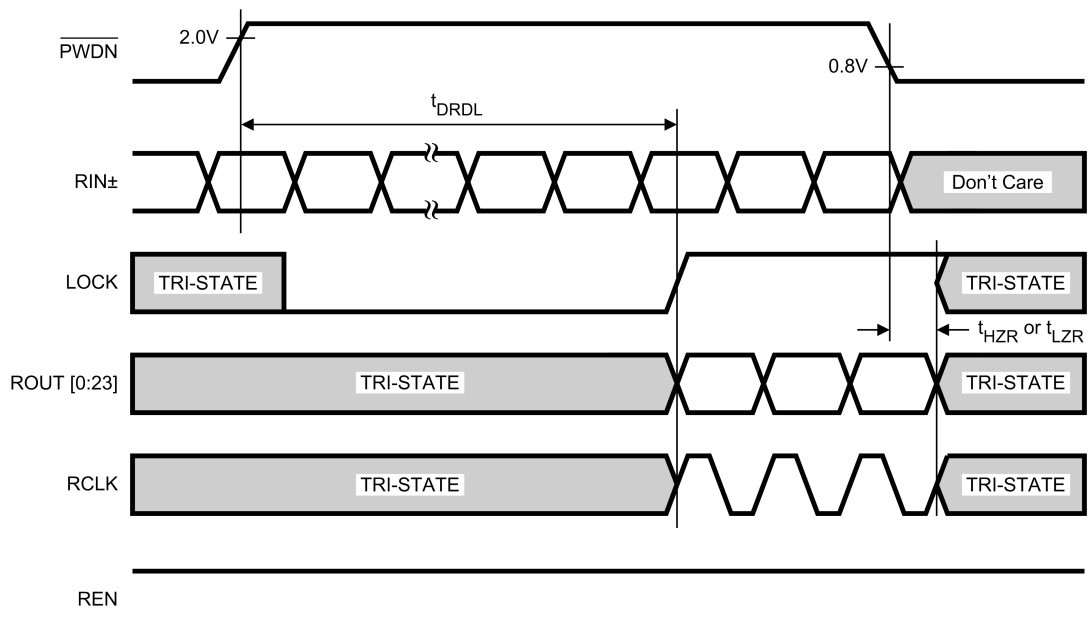 PWDN
2.0V
0.8V
tDRDL
RIN±
Don't Care
LOCK
TRI-STATE
TRI-STATE
tHZR or tLZR
ROUT [0:23]
TRI-STATE
TRI-STATE
RCLK
TRI-STATE
TRI-STATE
REN